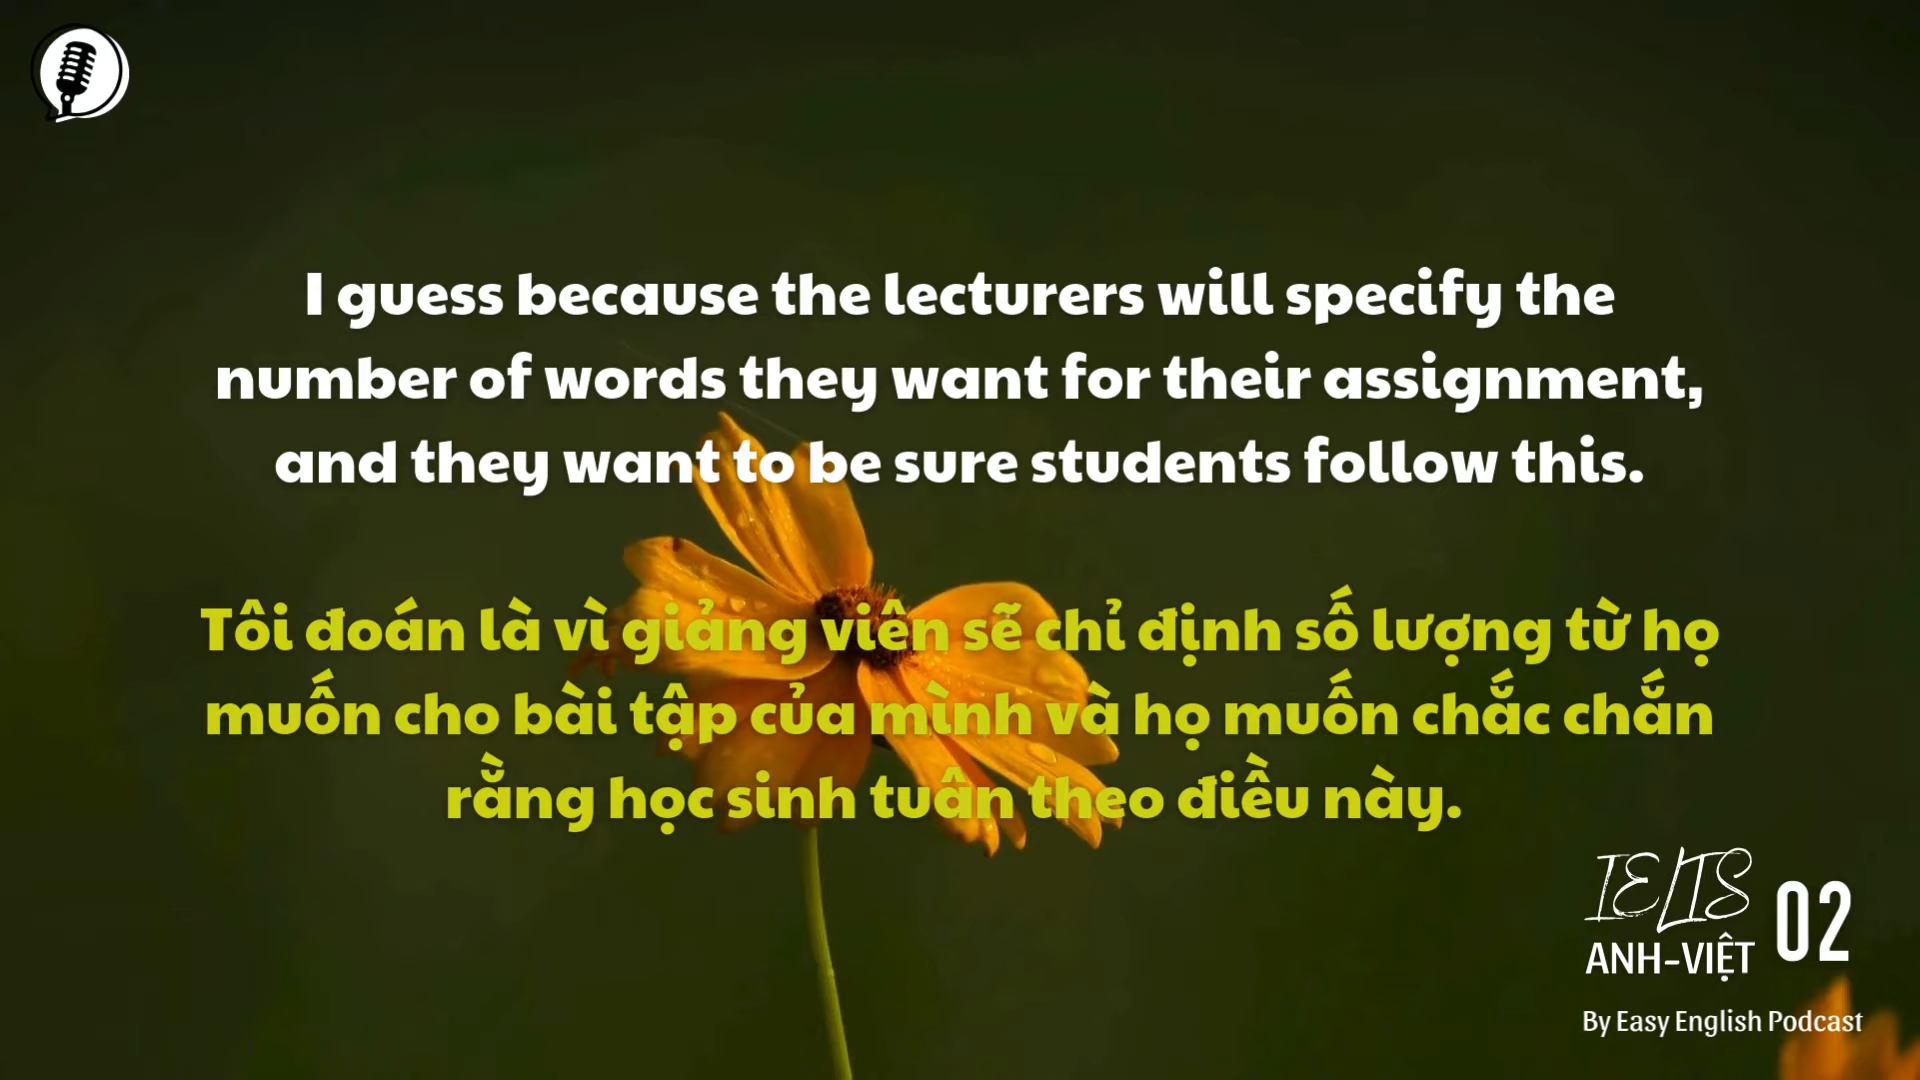 I guess because the lecturers will specify the
number of words they want for their assignment,
and they want to be sure students follow this.
Tôi đoán là vì giảng viên sẽ chỉ định số lượng từ họ
muốn cho bài tập của mình và họ muốn chắc chắn
rằng học sinh tuân theo điều này.
IELTS
ANH-VIỆT 02
By Easy English Podcast